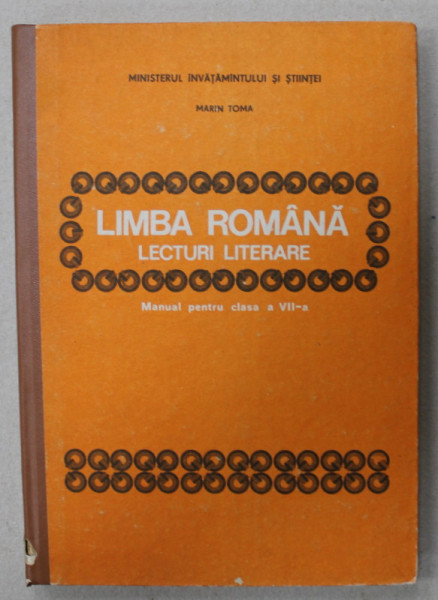 MINISTERUL ÎNVĂȚĂMÎNTULUI ȘI ȘTIINȚEI
MARIN TOMA
LIMBA ROMÂNĂ
LECTURI LITERARE
Manual pentru clasa a VII-a